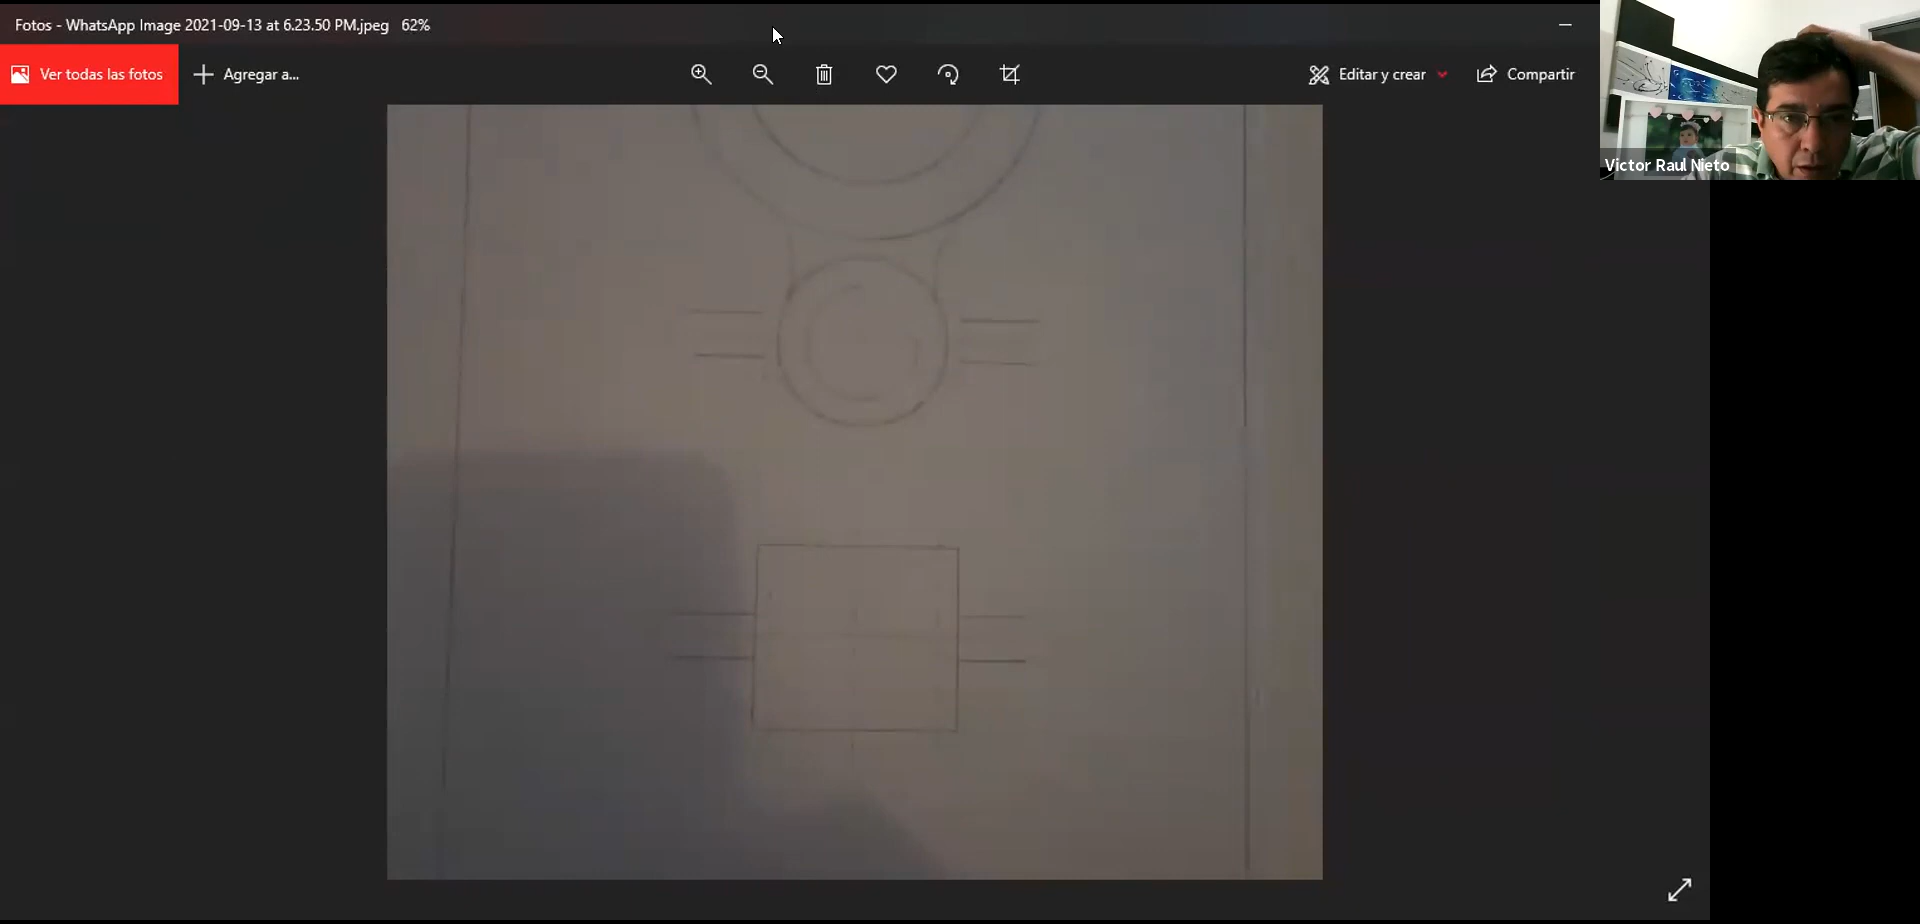 Fotos - WhatsApp Image 2021-09-13 at 6.23.50 PM.jpeg 62%
Ver todas las fotos
Agregar a...
Editar y crear
Compartir
Victor Raul Nieto